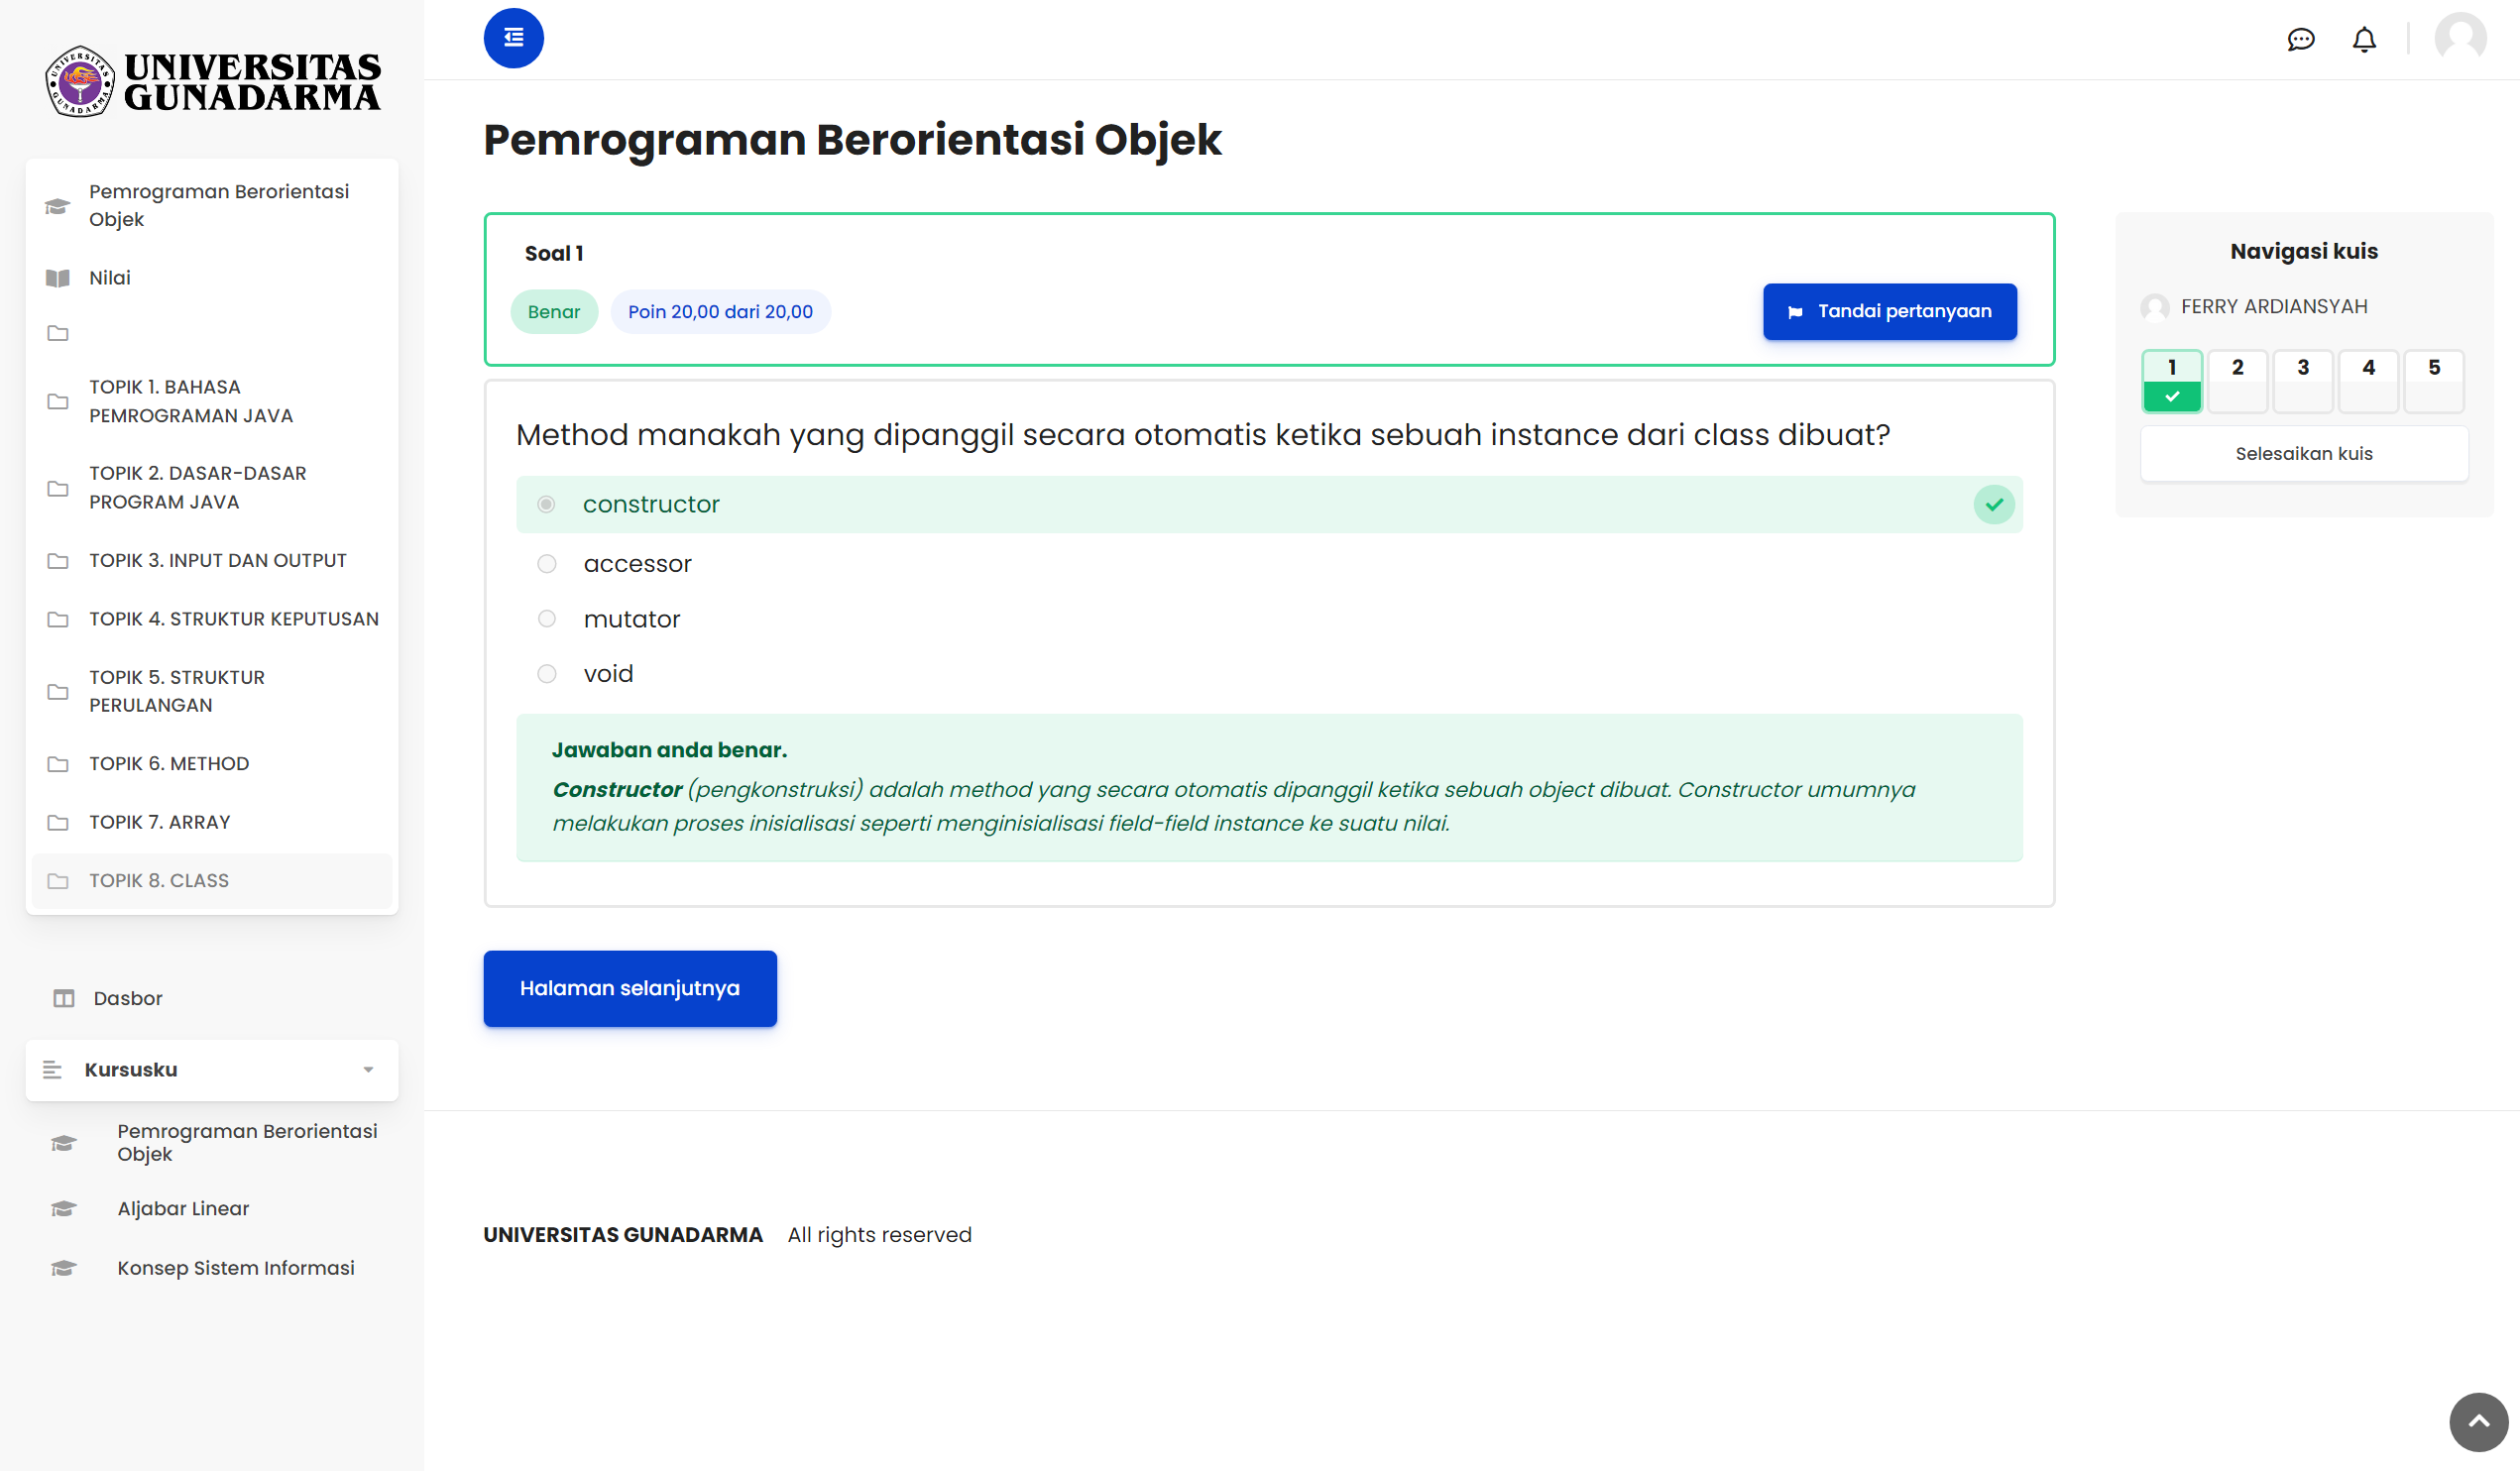 UNIVERSITAS
GUNADARMA
Pemrograman Berorientasi
Objek
Nilai
TOPIK 1. BAHASA
PEMROGRAMAN JAVA
TOPIK 2. DASAR-DASAR
PROGRAM JAVA
TOPIK 3. INPUT DAN OUTPUT
TOPIK 4. STRUKTUR KEPUTUSAN
TOPIK 5. STRUKTUR
PERULANGAN
TOPIK 6. METHOD
TOPIK 7. ARRAY
TOPIK 8. CLASS
Dasbor
Kursusku
Pemrograman Berorientasi
Objek
Aljabar Linear
Konsep Sistem Informasi
Pemrograman Berorientasi Objek
Soal 1
Benar
Poin 20,00 dari 20,00
Tandai pertanyaan
Method manakah yang dipanggil secara otomatis ketika sebuah instance dari class dibuat?
constructor
accessor
mutator
void
Jawaban anda benar.
Constructor (pengkonstruksi) adalah method yang secara otomatis dipanggil ketika sebuah object dibuat. Constructor umumnya
melakukan proses inisialisasi seperti menginisialisasi field-field instance ke suatu nilai.
Halaman selanjutnya
Navigasi kuis
FERRY ARDIANSYAH
1 2 3 4 5
Selesaikan kuis
UNIVERSITAS GUNADARMA All rights reserved